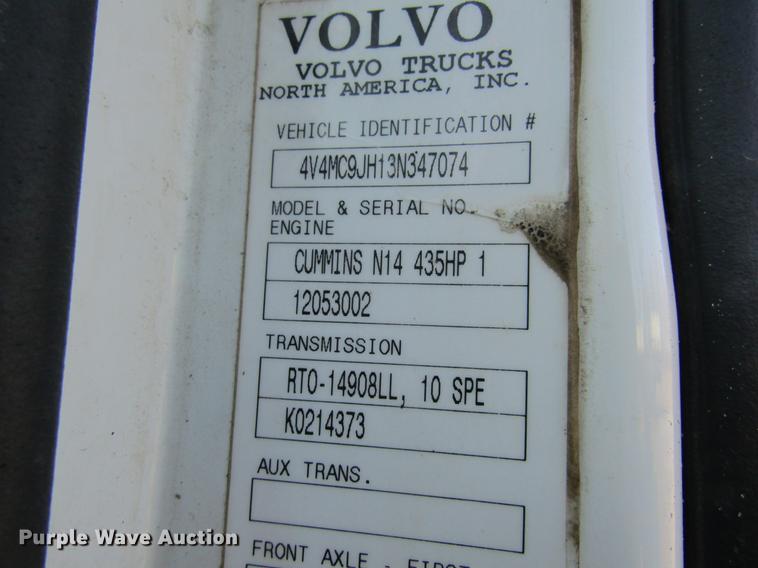 VOLVO
VOLVO TRUCKS
NORTH AMERICA, INC.
VEHICLE IDENTIFICATION #
4V4MC9JH13N347074
MODEL & SERIAL NO.
ENGINE
CUMMINS N14 435HP 1
12053002
TRANSMISSION
RTO-14908LL, 10 SPE
K0214373
AUX TRANS.
FRONT AXLE - FIRST
Purple Wave Auction®